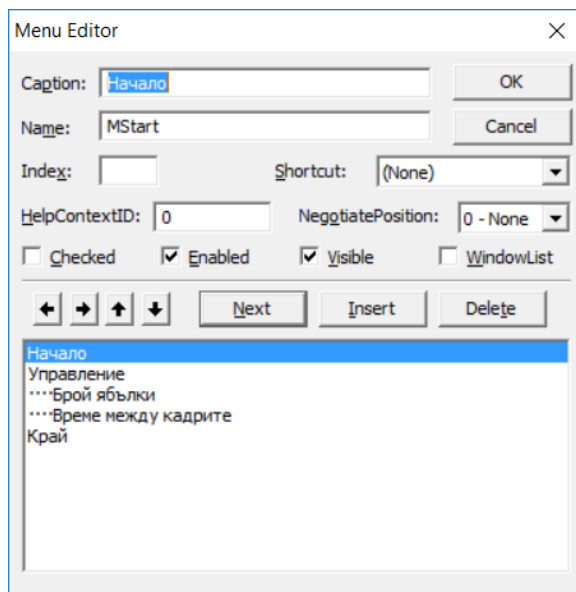 Menu Editor
Caption: Начало OK
Name: MStart Cancel
Index: Shortcut: (None)
HelpContextID: 0 NegotiatePosition: 0 - None
Checked Enabled Visible WindowList
Next Insert Delete
Начало
Управление
····Брой ябълки
····Време между кадрите
Край